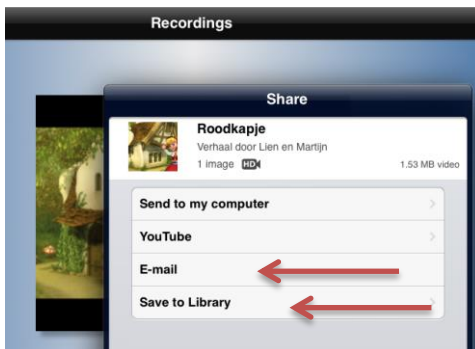 Recordings
Share
Roodkapje
Verhaal door Lien en Martijn
1 image HD
1.53 MB video
Send to my computer
YouTube
E-mail
Save to Library